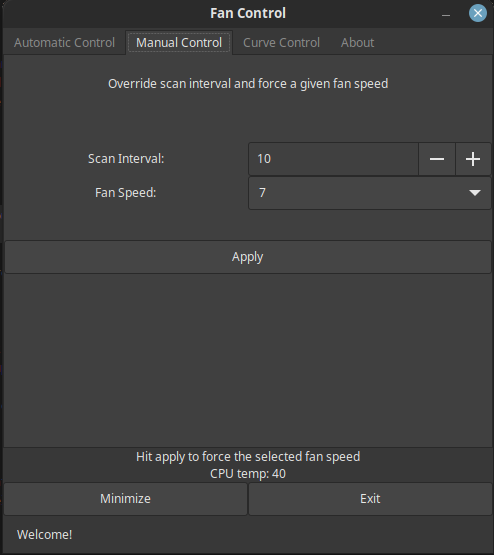 Fan Control
Automatic Control Manual Control Curve Control About
Override scan interval and force a given fan speed
Scan Interval: 10
Fan Speed: 7
Apply
Hit apply to force the selected fan speed
CPU temp: 40
Minimize Exit
Welcome!